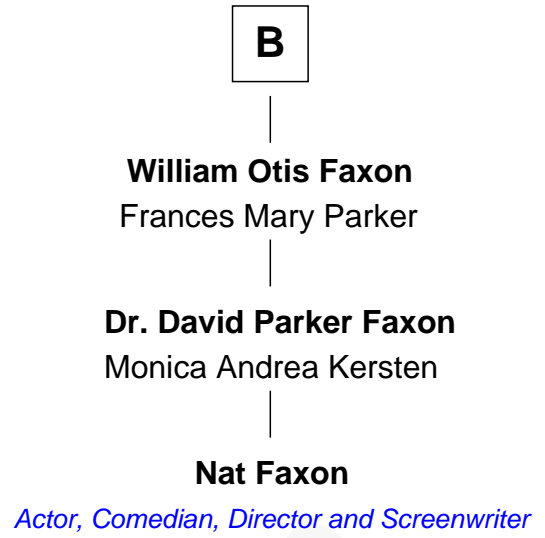 B
William Otis Faxon
Frances Mary Parker
Dr. David Parker Faxon
Monica Andrea Kersten
Nat Faxon
Actor, Comedian, Director and Screenwriter